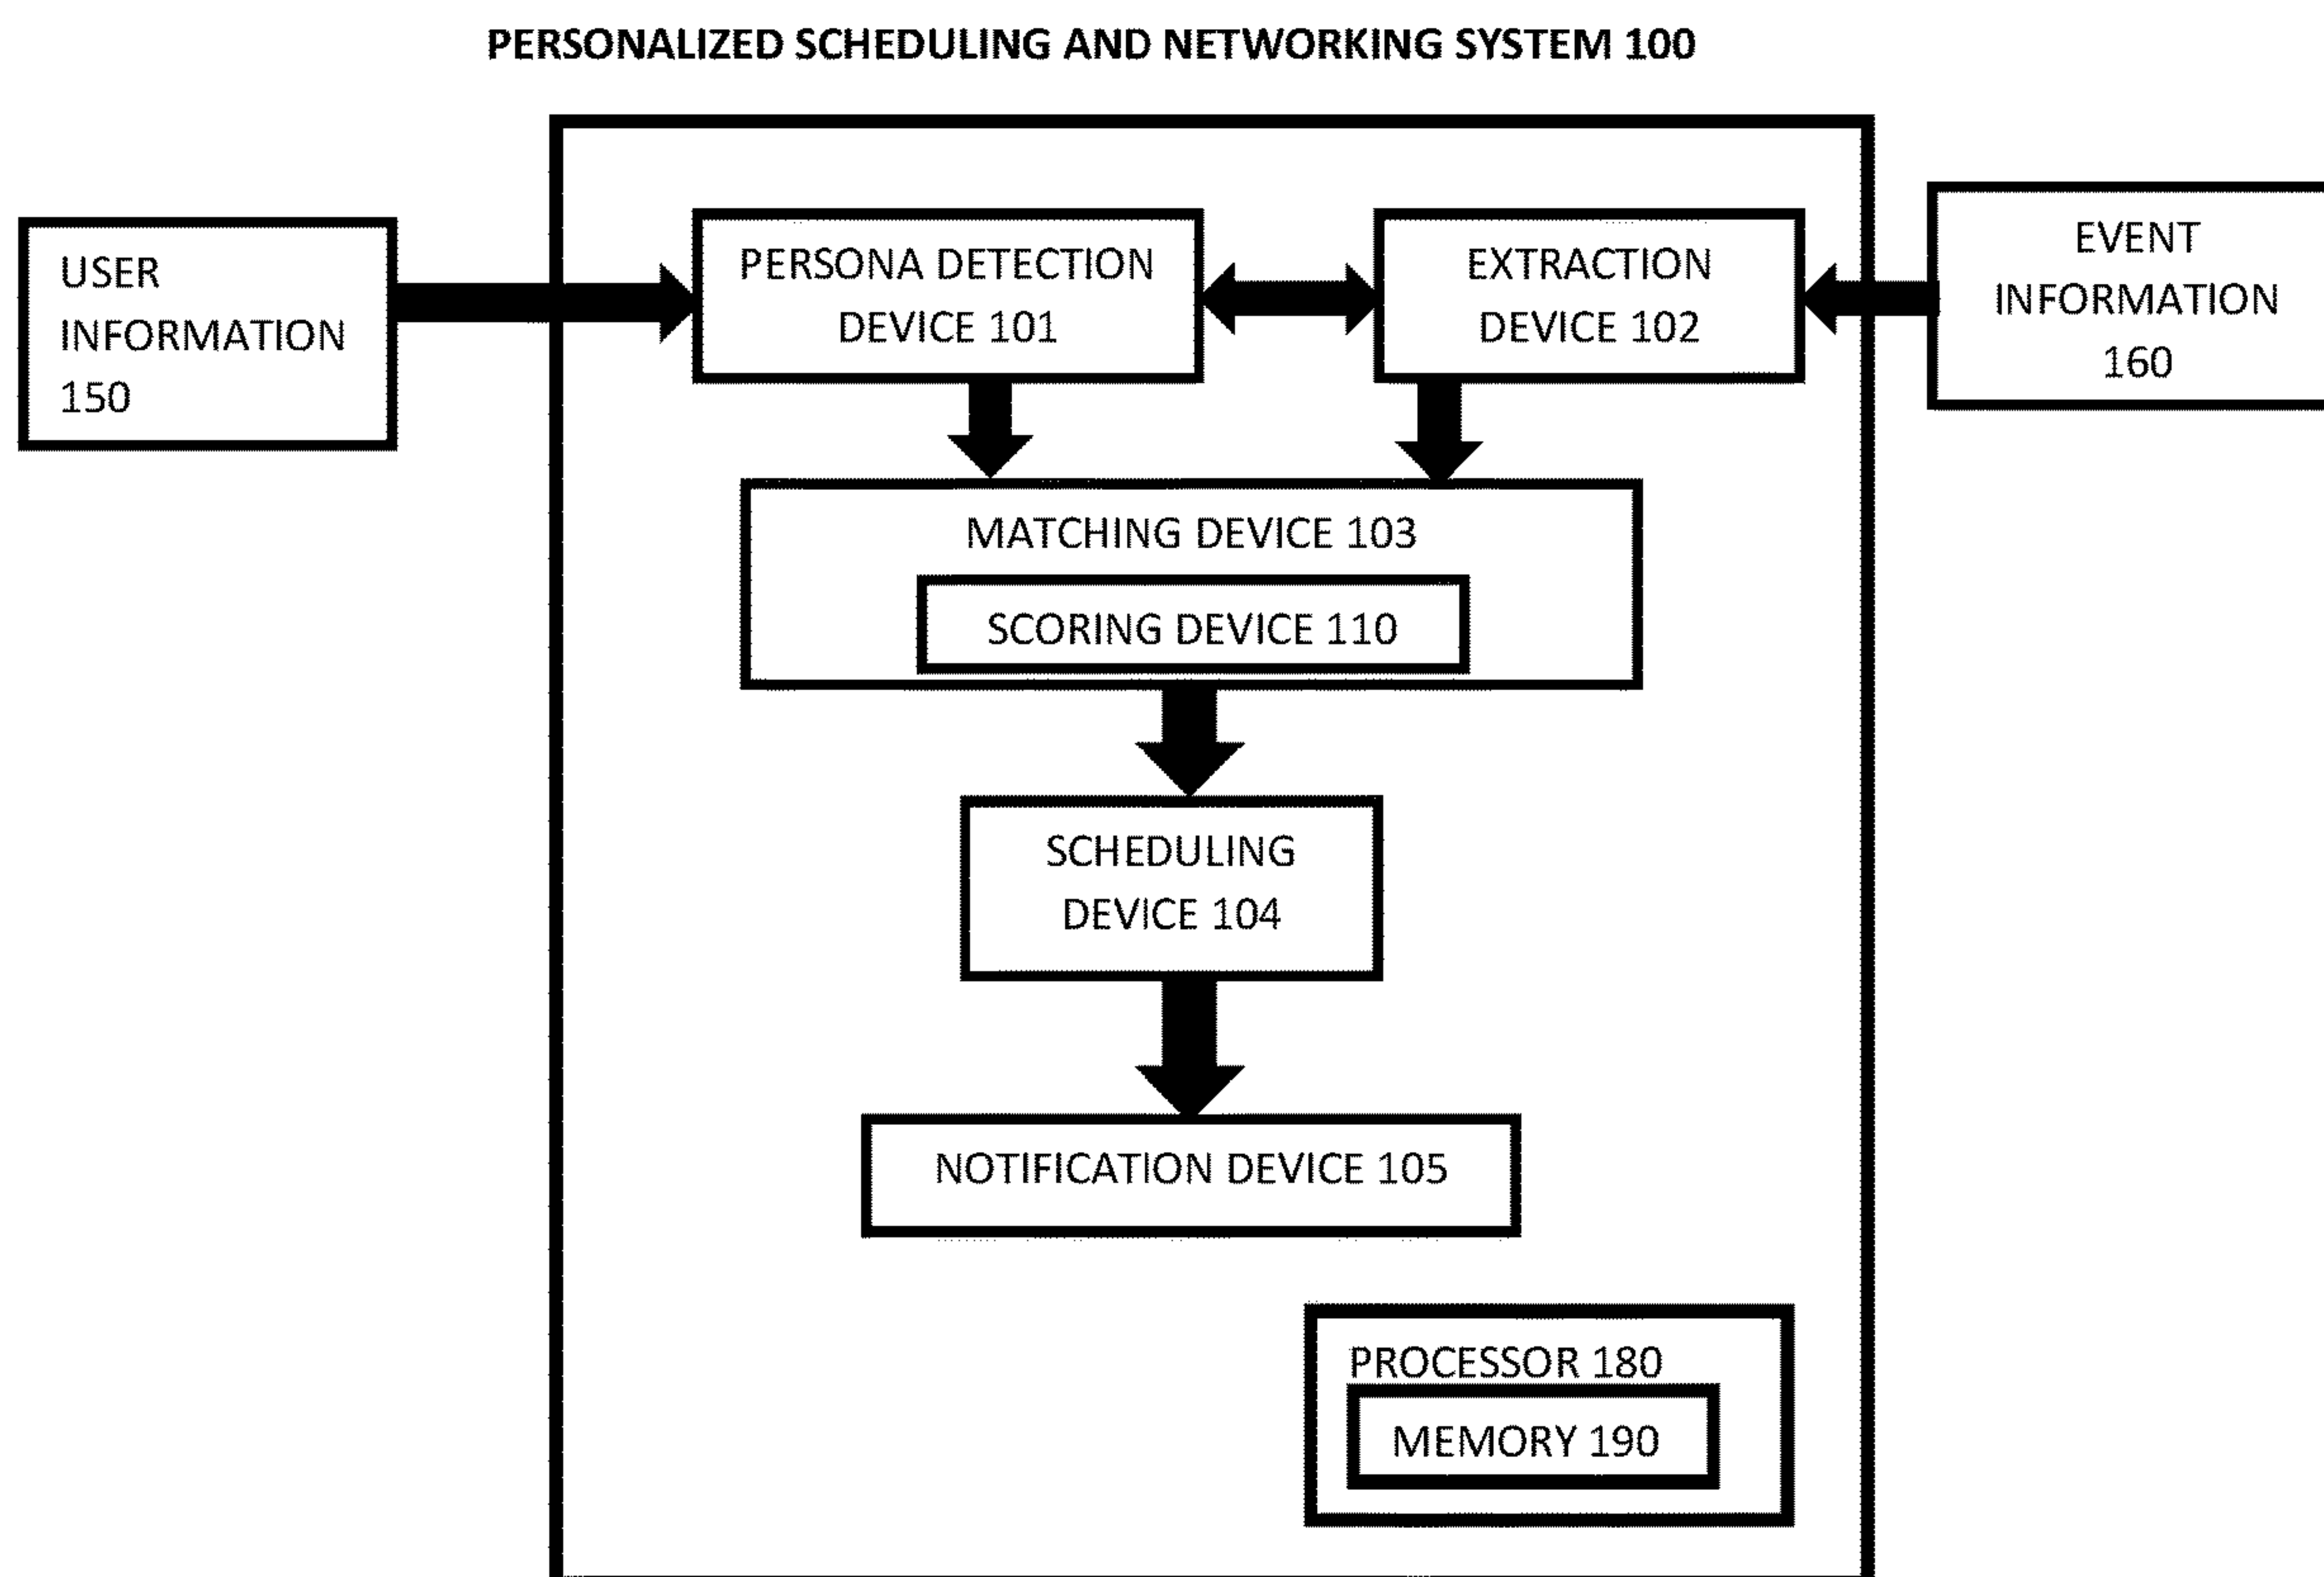 PERSONALIZED SCHEDULING AND NETWORKING SYSTEM 100
USER
INFORMATION
150
PERSONA DETECTION
DEVICE 101
EXTRACTION
DEVICE 102
EVENT
INFORMATION
160
MATCHING DEVICE 103
SCORING DEVICE 110
SCHEDULING
DEVICE 104
NOTIFICATION DEVICE 105
PROCESSOR 180
MEMORY 190